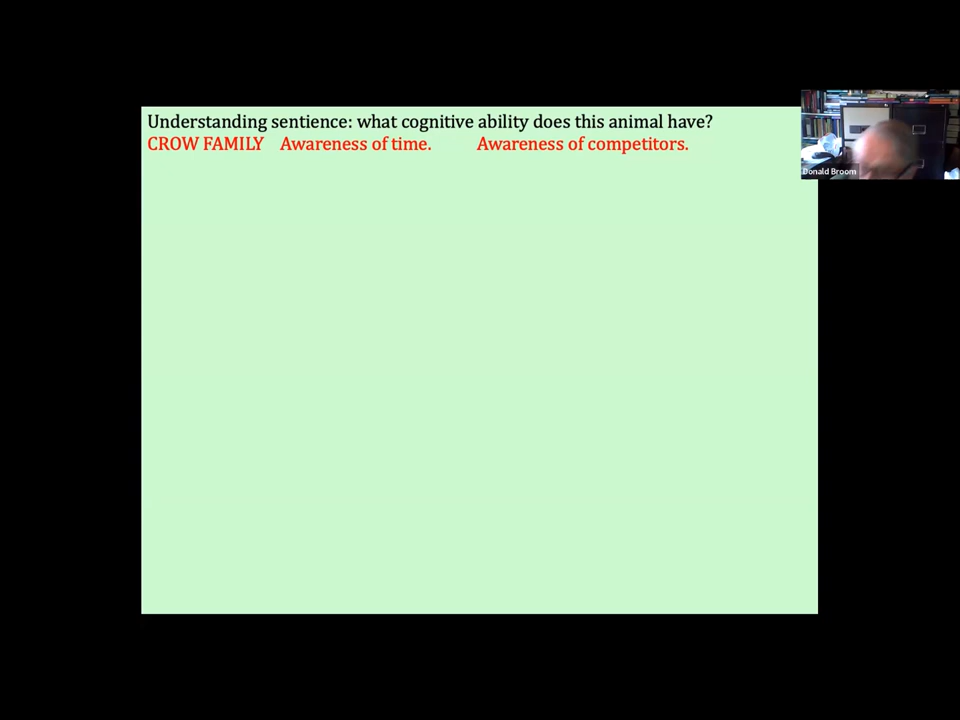 Understanding sentience: what cognitive ability does this animal have?
CROW FAMILY Awareness of time. Awareness of competitors.
Donald Broom